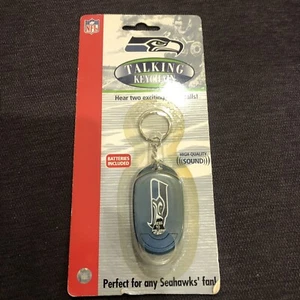 NFL
TALKING
KEYCHAIN
Hear two exciting
BATTERIES
INCLUDED
HIGH QUALITY
((SOUND))
Perfect for any Seahawks' fan!